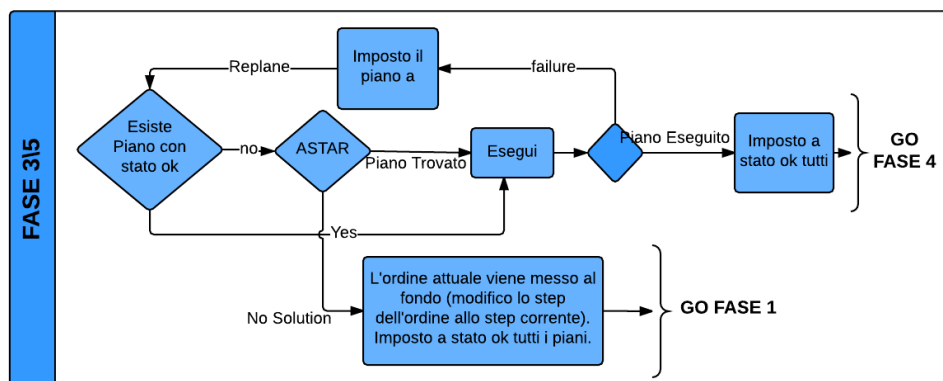 FASE 3\5
Imposto il
piano a
Replane
failure
Esiste
Piano con
stato ok
no
ASTAR
Piano Trovato
Esegui
Piano Eseguito
Imposto a
stato ok tutti
GO
FASE 4
Yes
No Solution
L'ordine attuale viene messo al
fondo (modifico lo step
dell'ordine allo step corrente).
Imposto a stato ok tutti i piani.
GO FASE 1